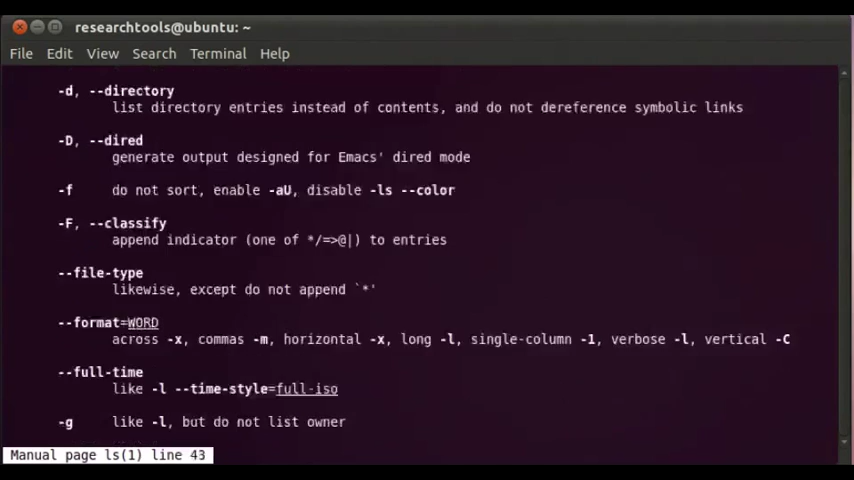 researchtools@ubuntu: ~
File Edit View Search Terminal Help
-d, --directory
list directory entries instead of contents, and do not dereference symbolic links
-D, --dired
generate output designed for Emacs' dired mode
-f do not sort, enable -aU, disable -ls --color
-F, --classify
append indicator (one of */=>@|) to entries
--file-type
likewise, except do not append `*'
--format=WORD
across -x, commas -m, horizontal -x, long -l, single-column -1, verbose -l, vertical -C
--full-time
like -l --time-style=full-iso
-g like -l, but do not list owner
Manual page ls(1) line 43